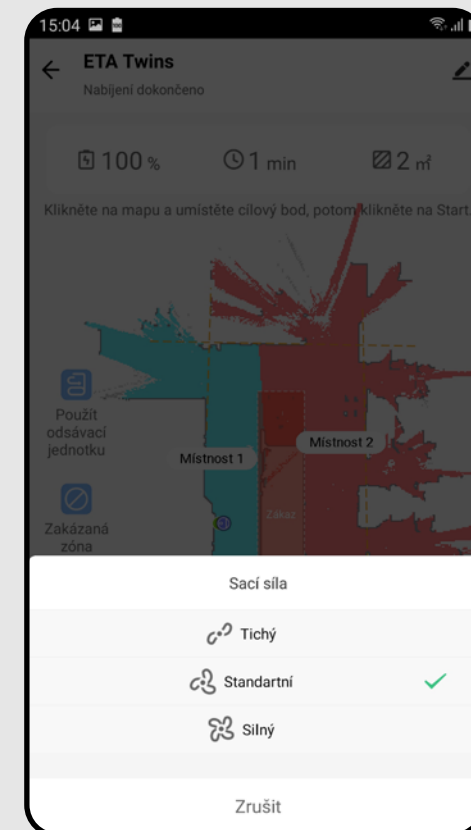 15:04
ETA Twins
Nabíjení dokončeno
100 %
1 min
2 ㎡
Klikněte na mapu a umístěte cílový bod, potom klikněte na Start.
Použít
odsávací
jednotku
Místnost 2
Místnost 1
Zakázaná
zóna
Zákaz
Sací síla
Tichý
Standartní
Silný
Zrušit